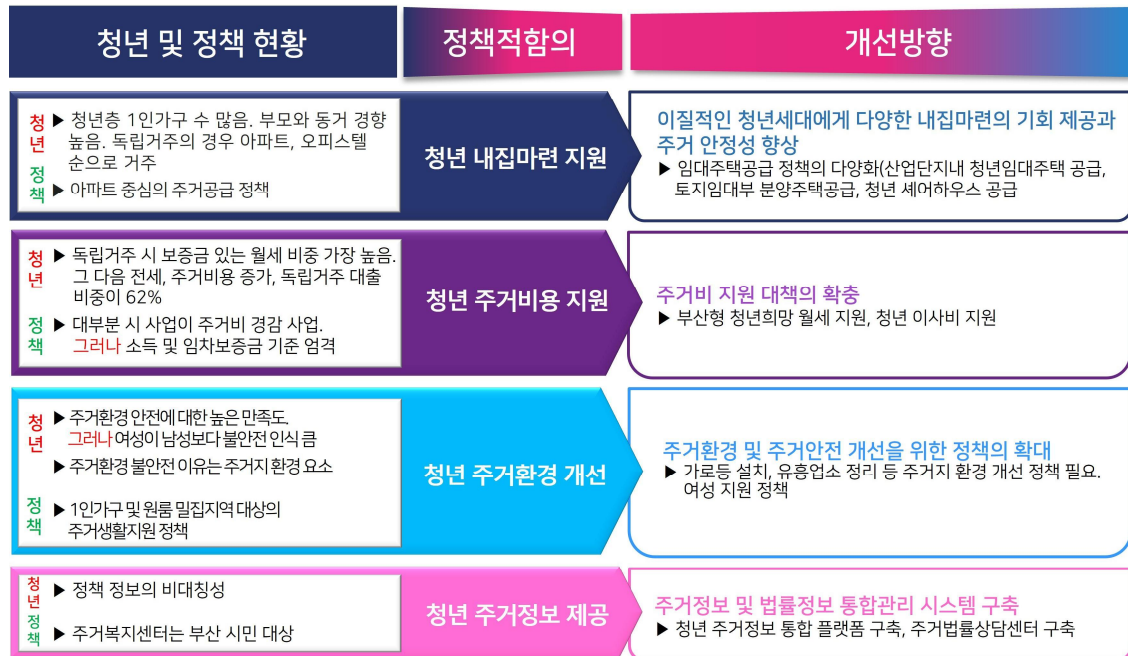 청년 및 정책 현황
정책적함의
개선방향
청년
▶ 청년층 1인가구 수 많음. 부모와 동거 경향
높음. 독립거주의 경우 아파트, 오피스텔
순으로 거주
정책
▶ 아파트 중심의 주거공급 정책
청년 내집마련 지원
이질적인 청년세대에게 다양한 내집마련의 기회 제공과
주거 안정성 향상
▶ 임대주택공급 정책의 다양화(산업단지내 청년임대주택 공급,
토지임대부 분양주택공급, 청년 셰어하우스 공급
청년
▶ 독립거주 시 보증금 있는 월세 비중 가장 높음.
그 다음 전세, 주거비용 증가, 독립거주 대출
비중이 62%
정책
▶ 대부분 시 사업이 주거비 경감 사업.
그러나 소득 및 임차보증금 기준 엄격
청년 주거비용 지원
주거비 지원 대책의 확충
▶ 부산형 청년희망 월세 지원, 청년 이사비 지원
청년
▶ 주거환경 안전에 대한 높은 만족도.
그러나 여성이 남성보다 불안전 인식 큼
▶ 주거환경 불안전 이유는 주거지 환경 요소
정책
▶ 1인가구 및 원룸 밀집지역 대상의
주거생활지원 정책
청년 주거환경 개선
주거환경 및 주거안전 개선을 위한 정책의 확대
▶ 가로등 설치, 유흥업소 정리 등 주거지 환경 개선 정책 필요.
여성 지원 정책
청년
▶ 정책 정보의 비대칭성
정책
▶ 주거복지센터는 부산 시민 대상
청년 주거정보 제공
주거정보 및 법률정보 통합관리 시스템 구축
▶ 청년 주거정보 통합 플랫폼 구축, 주거법률상담센터 구축